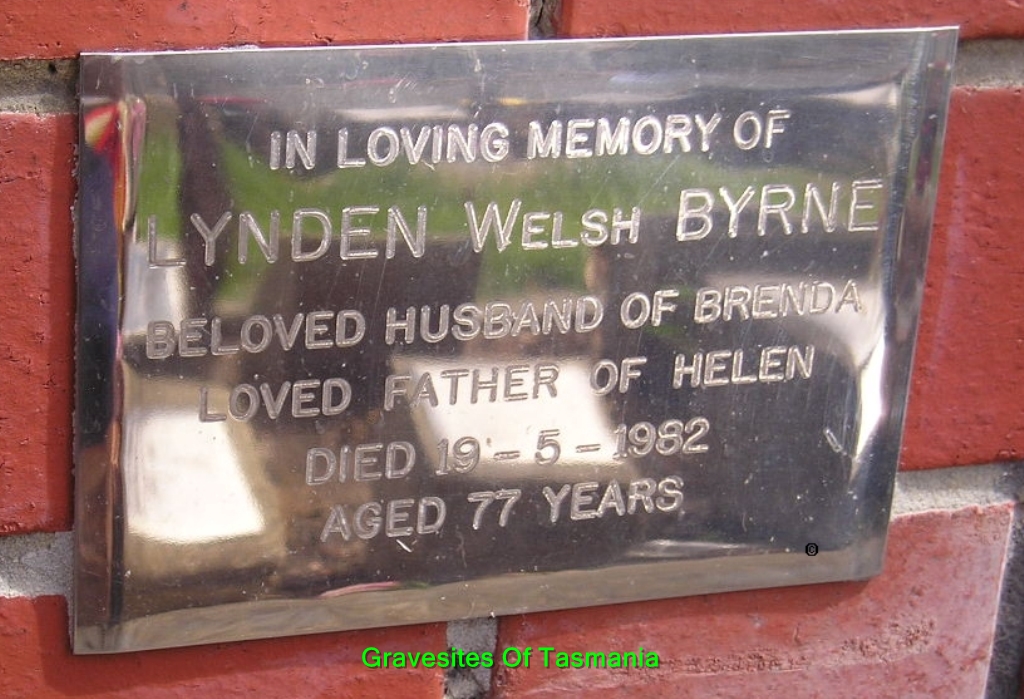 IN LOVING MEMORY OF
LYNDEN WELSH BYRNE
BELOVED HUSBAND OF BRENDA
LOVED FATHER OF HELEN
DIED 19 - 5 - 1982
AGED 77 YEARS
©
Gravesites Of Tasmania